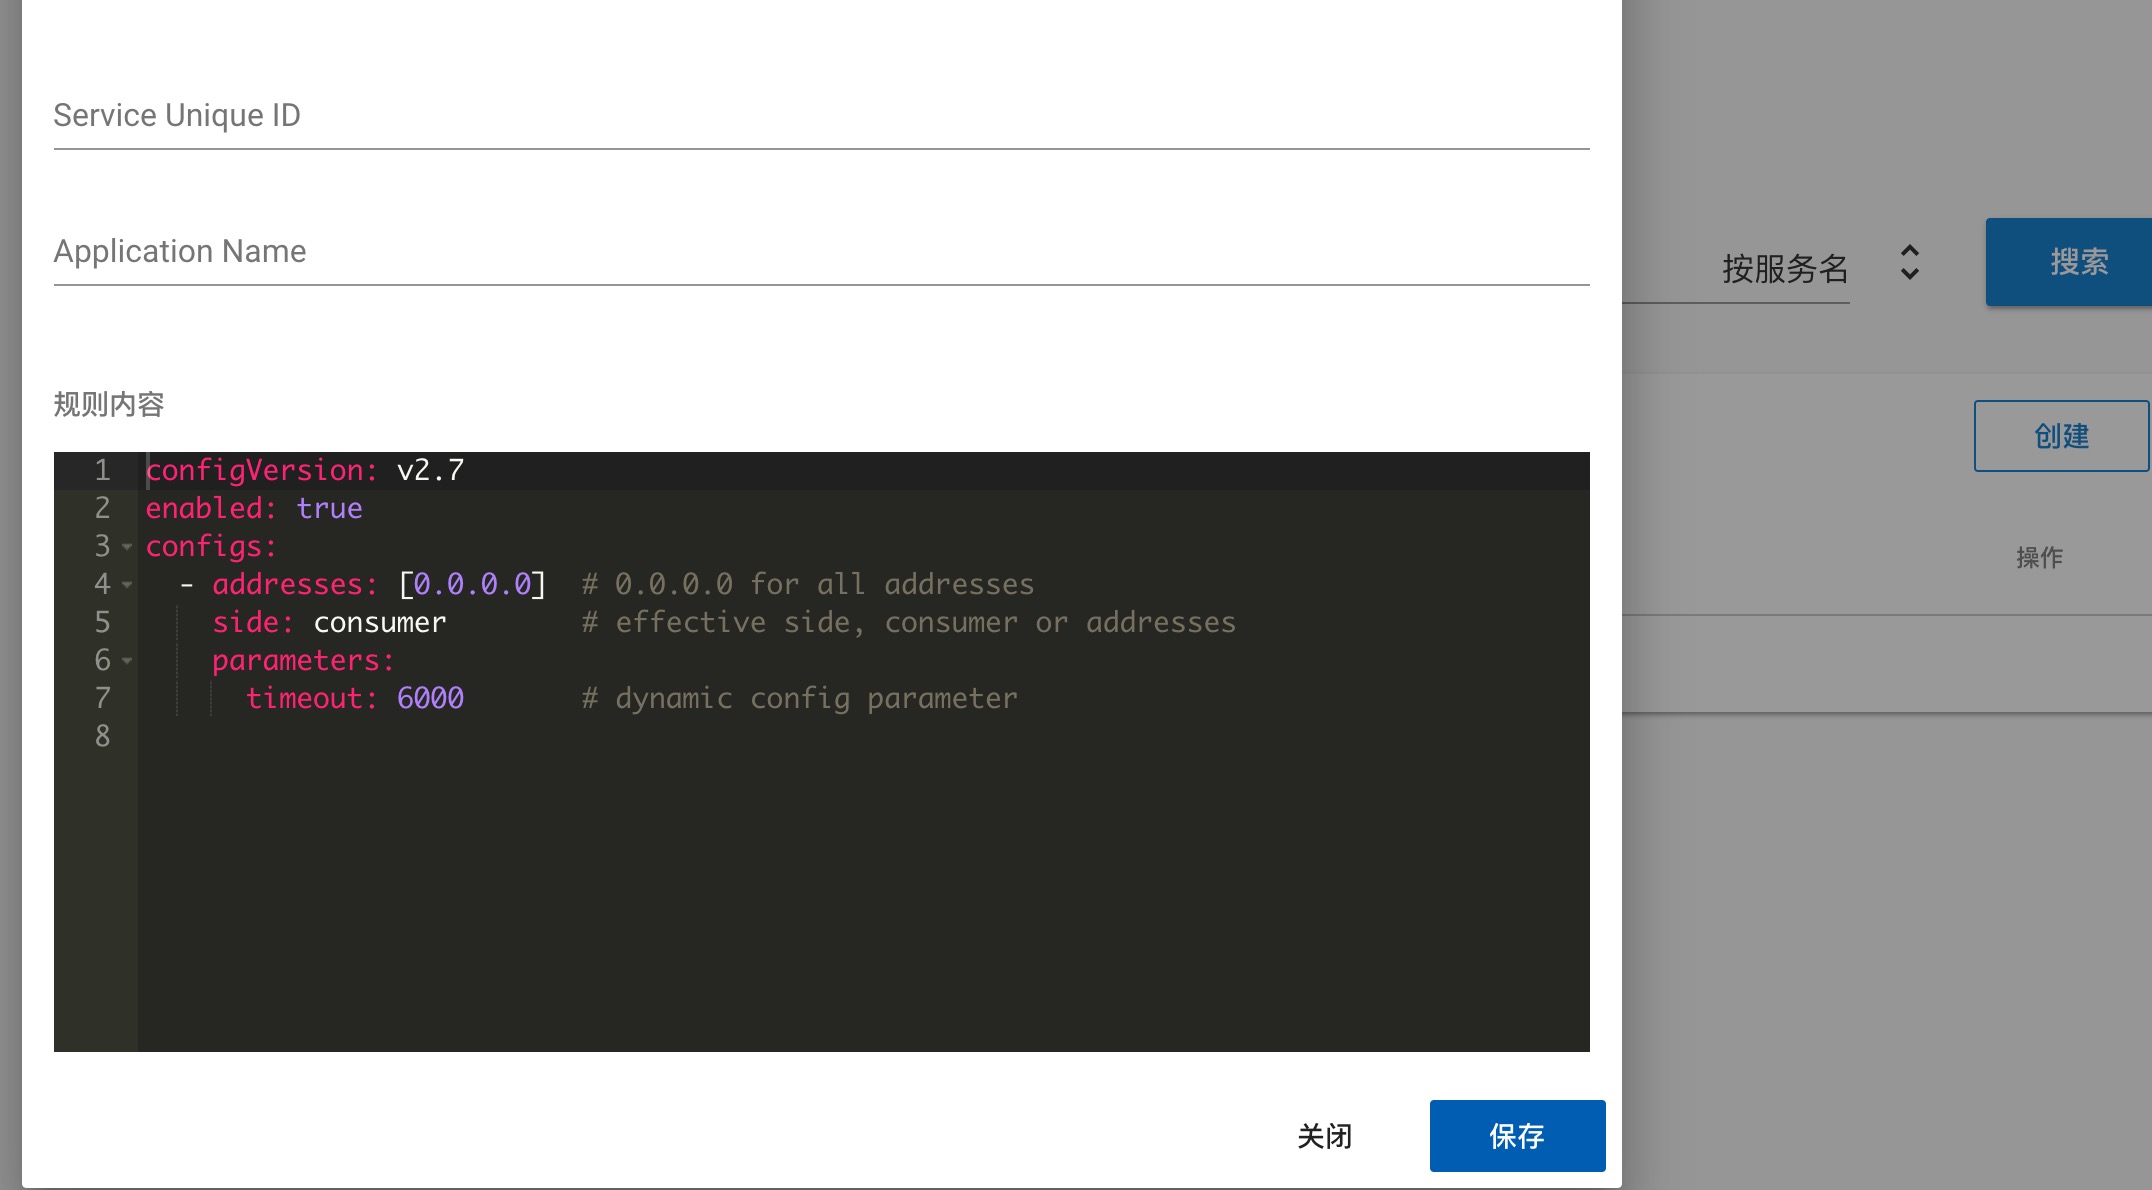 Service Unique ID
Application Name
按服务名
搜索
规则内容
创建
操作
1 configVersion: v2.7
2 enabled: true
3 configs:
4   - addresses: [0.0.0.0]  # 0.0.0.0 for all addresses
5     side: consumer        # effective side, consumer or addresses
6     parameters:
7       timeout: 6000       # dynamic config parameter
8
关闭 保存